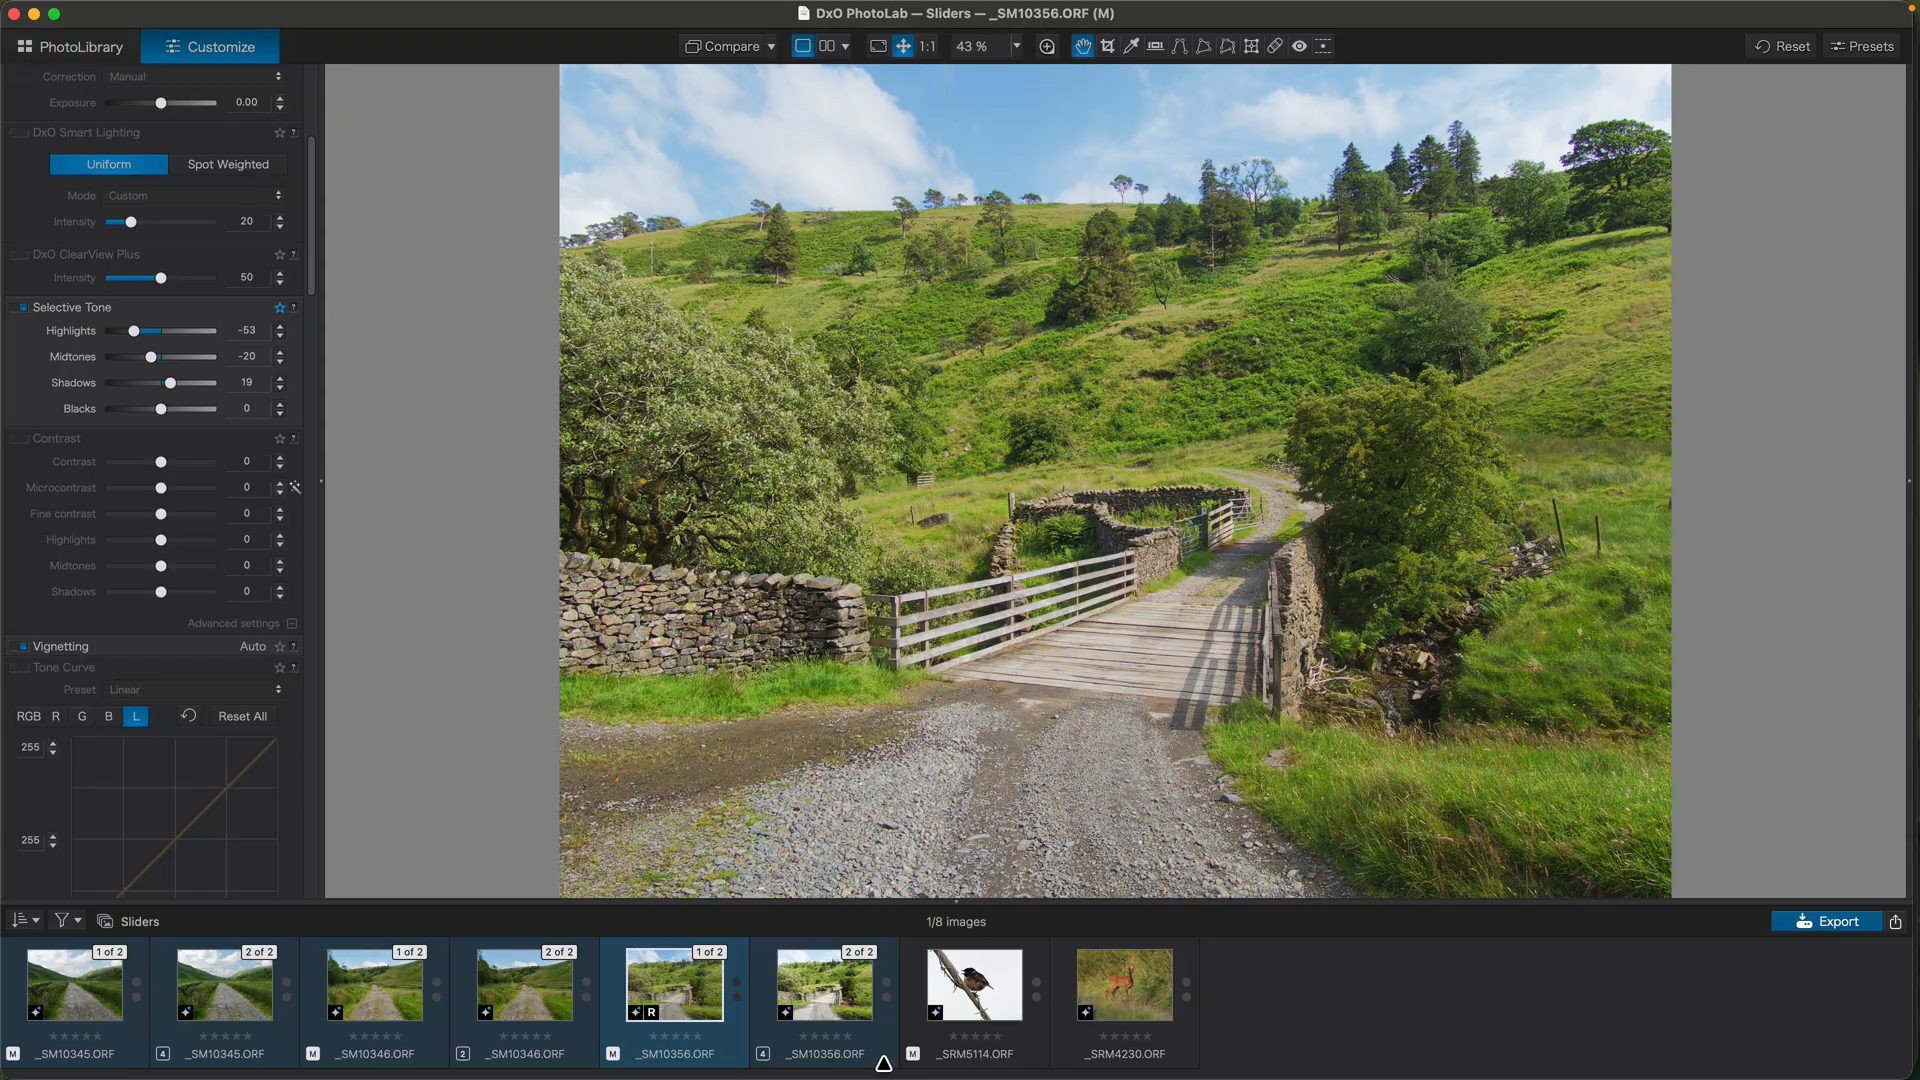 DxO PhotoLab — Sliders — _SM10356.ORF (M)
PhotoLibrary
Customize
Compare
1:1
43 %
Reset
Presets
Correction Manual
Exposure 0.00
DxO Smart Lighting ?
Uniform Spot Weighted
Mode Custom
Intensity 20
DxO ClearView Plus ?
Intensity 50
Selective Tone ?
Highlights -53
Midtones -20
Shadows 19
Blacks 0
Contrast ?
Contrast 0
Microcontrast 0
Fine contrast 0
Highlights 0
Midtones 0
Shadows 0
Advanced settings
Vignetting Auto ?
Tone Curve ?
Preset Linear
RGB R G B L Reset All
255
255
Sliders
1/8 images
Export
1 of 2
2 of 2
1 of 2
2 of 2
1 of 2
2 of 2
R
M _SM10345.ORF
4 _SM10345.ORF
M _SM10346.ORF
2 _SM10346.ORF
M _SM10356.ORF
4 _SM10356.ORF
M _SRM5114.ORF
_SRM4230.ORF